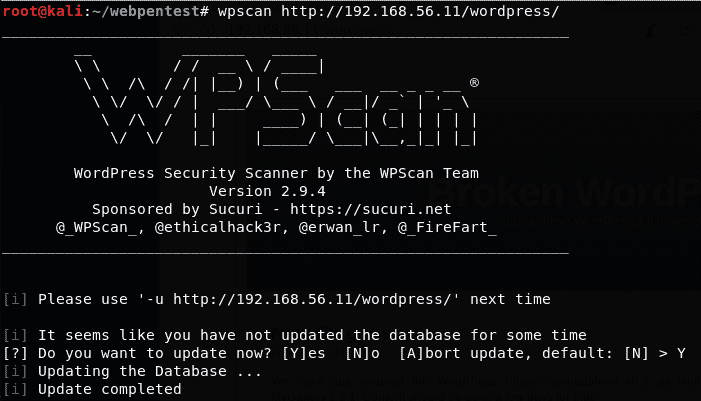 root@kali:~/webpentest# wpscan http://192.168.56.11/wordpress/
WPScan ®
WordPress Security Scanner by the WPScan Team
Version 2.9.4
Sponsored by Sucuri - https://sucuri.net
@_WPScan_, @ethicalhack3r, @erwan_lr, @_FireFart_
[i] Please use '-u http://192.168.56.11/wordpress/' next time
[i] It seems like you have not updated the database for some time
[?] Do you want to update now? [Y]es [N]o [A]bort update, default: [N] > Y
[i] Updating the Database ...
[i] Update completed
Broken WordP